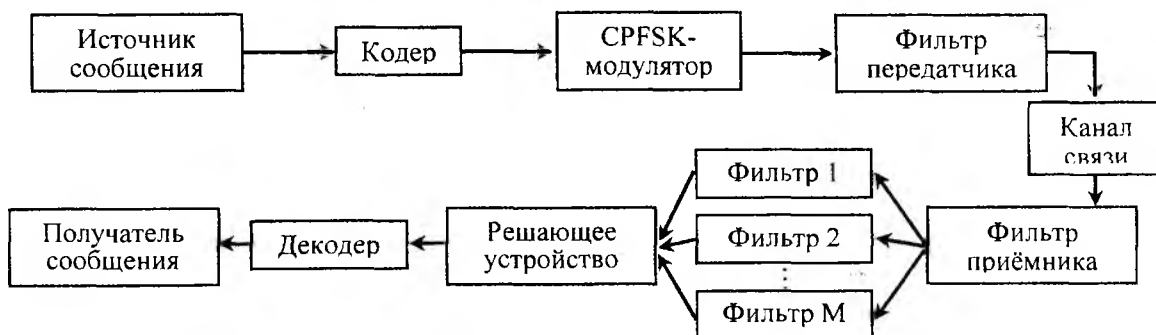 Источник
сообщения
Кодер
CPFSK-
модулятор
Фильтр
передатчика
Канал
связи
Фильтр
приёмника
Фильтр 1
Фильтр 2
Фильтр М
Решающее
устройство
Декодер
Получатель
сообщения